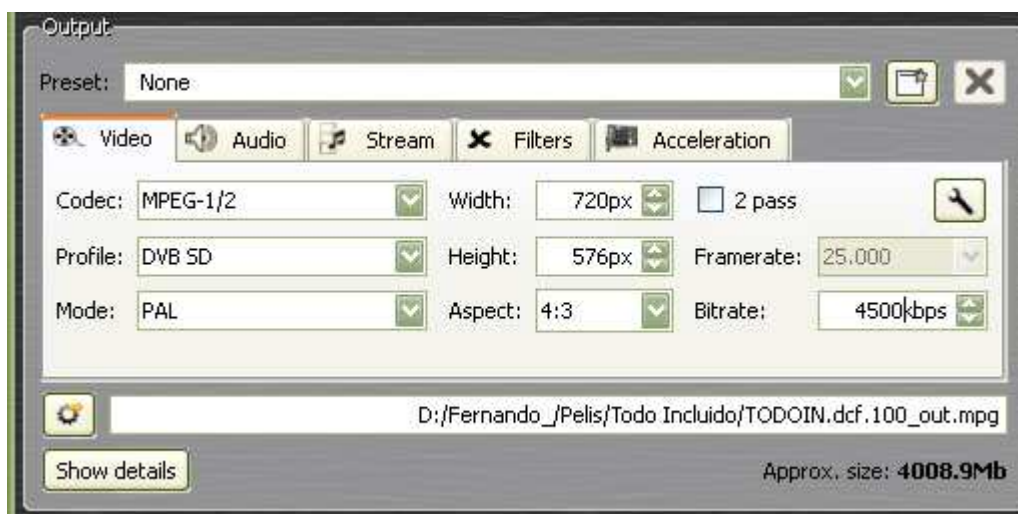 Output
Preset: None
Video Audio Stream Filters Acceleration
Codec: MPEG-1/2 Width: 720px 2 pass
Profile: DVB SD Height: 576px Framerate: 25.000
Mode: PAL Aspect: 4:3 Bitrate: 4500kbps
D:/Fernando_/Pelis/Todo Incluido/TODOIN.dcf.100_out.mpg
Show details Approx. size: 4008.9Mb